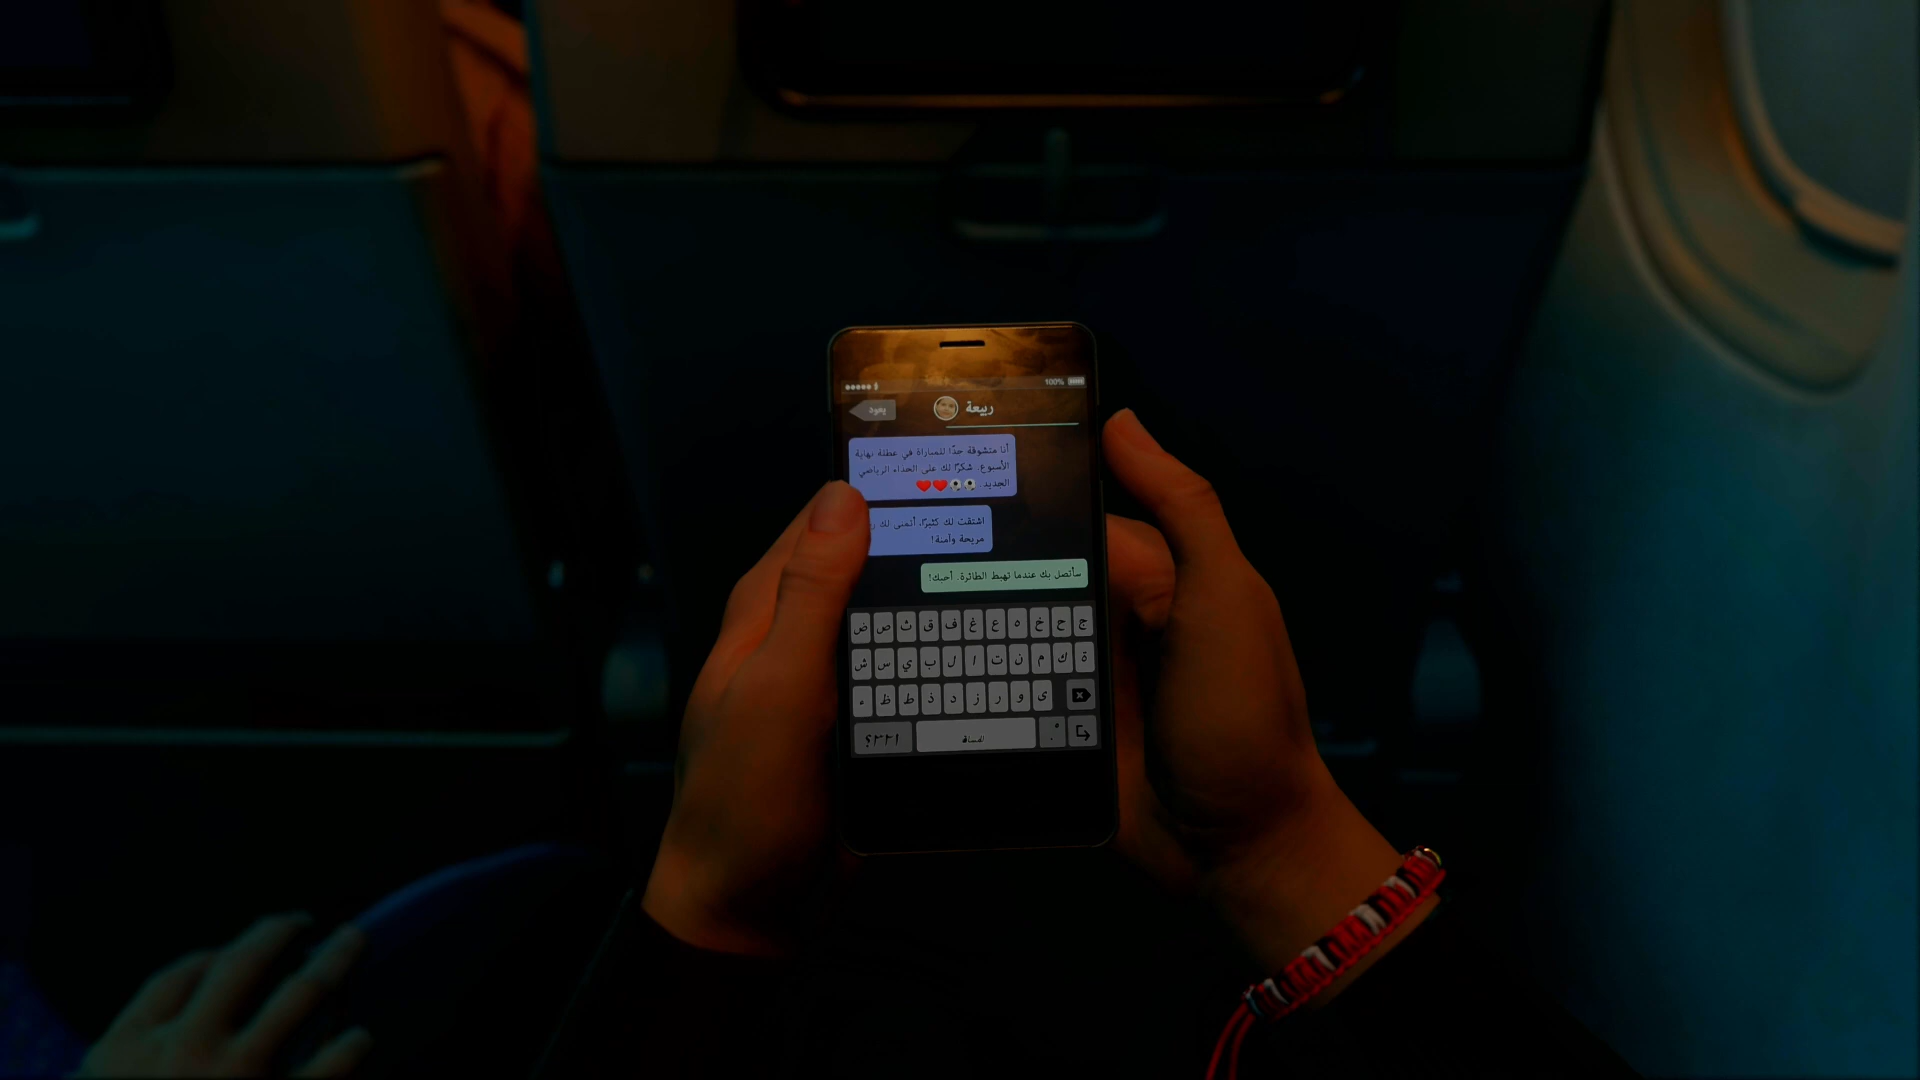 100%
يعود
ربيعة
أنا متشوقة جدًا للمباراة في عطلة نهاية
الأسبوع. شكرًا لك على الحذاء الرياضي
الجديد. ⚽⚽❤️❤️
اشتقت لك كثيرًا، أتمنى لك
مريحة وآمنة!
سأتصل بك عندما تهبط الطائرة. أحبك!
ض ص ث ق ف غ ع ه خ ح ج
ش س ي ب ل ا ت ن م ك ة
ء ظ ط ذ د ز ر و ى
؟٣٢١ .